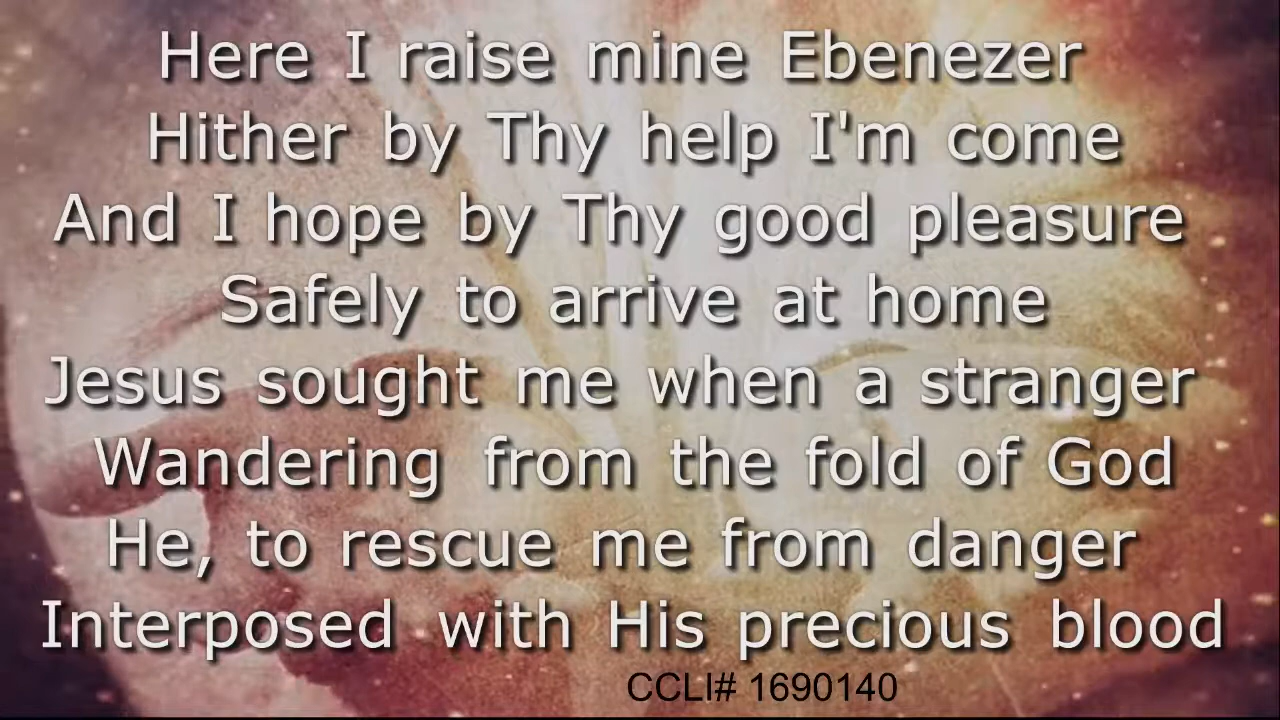 Here I raise mine Ebenezer
Hither by Thy help I'm come
And I hope by Thy good pleasure
Safely to arrive at home
Jesus sought me when a stranger
Wandering from the fold of God
He, to rescue me from danger
Interposed with His precious blood
CCLI# 1690140